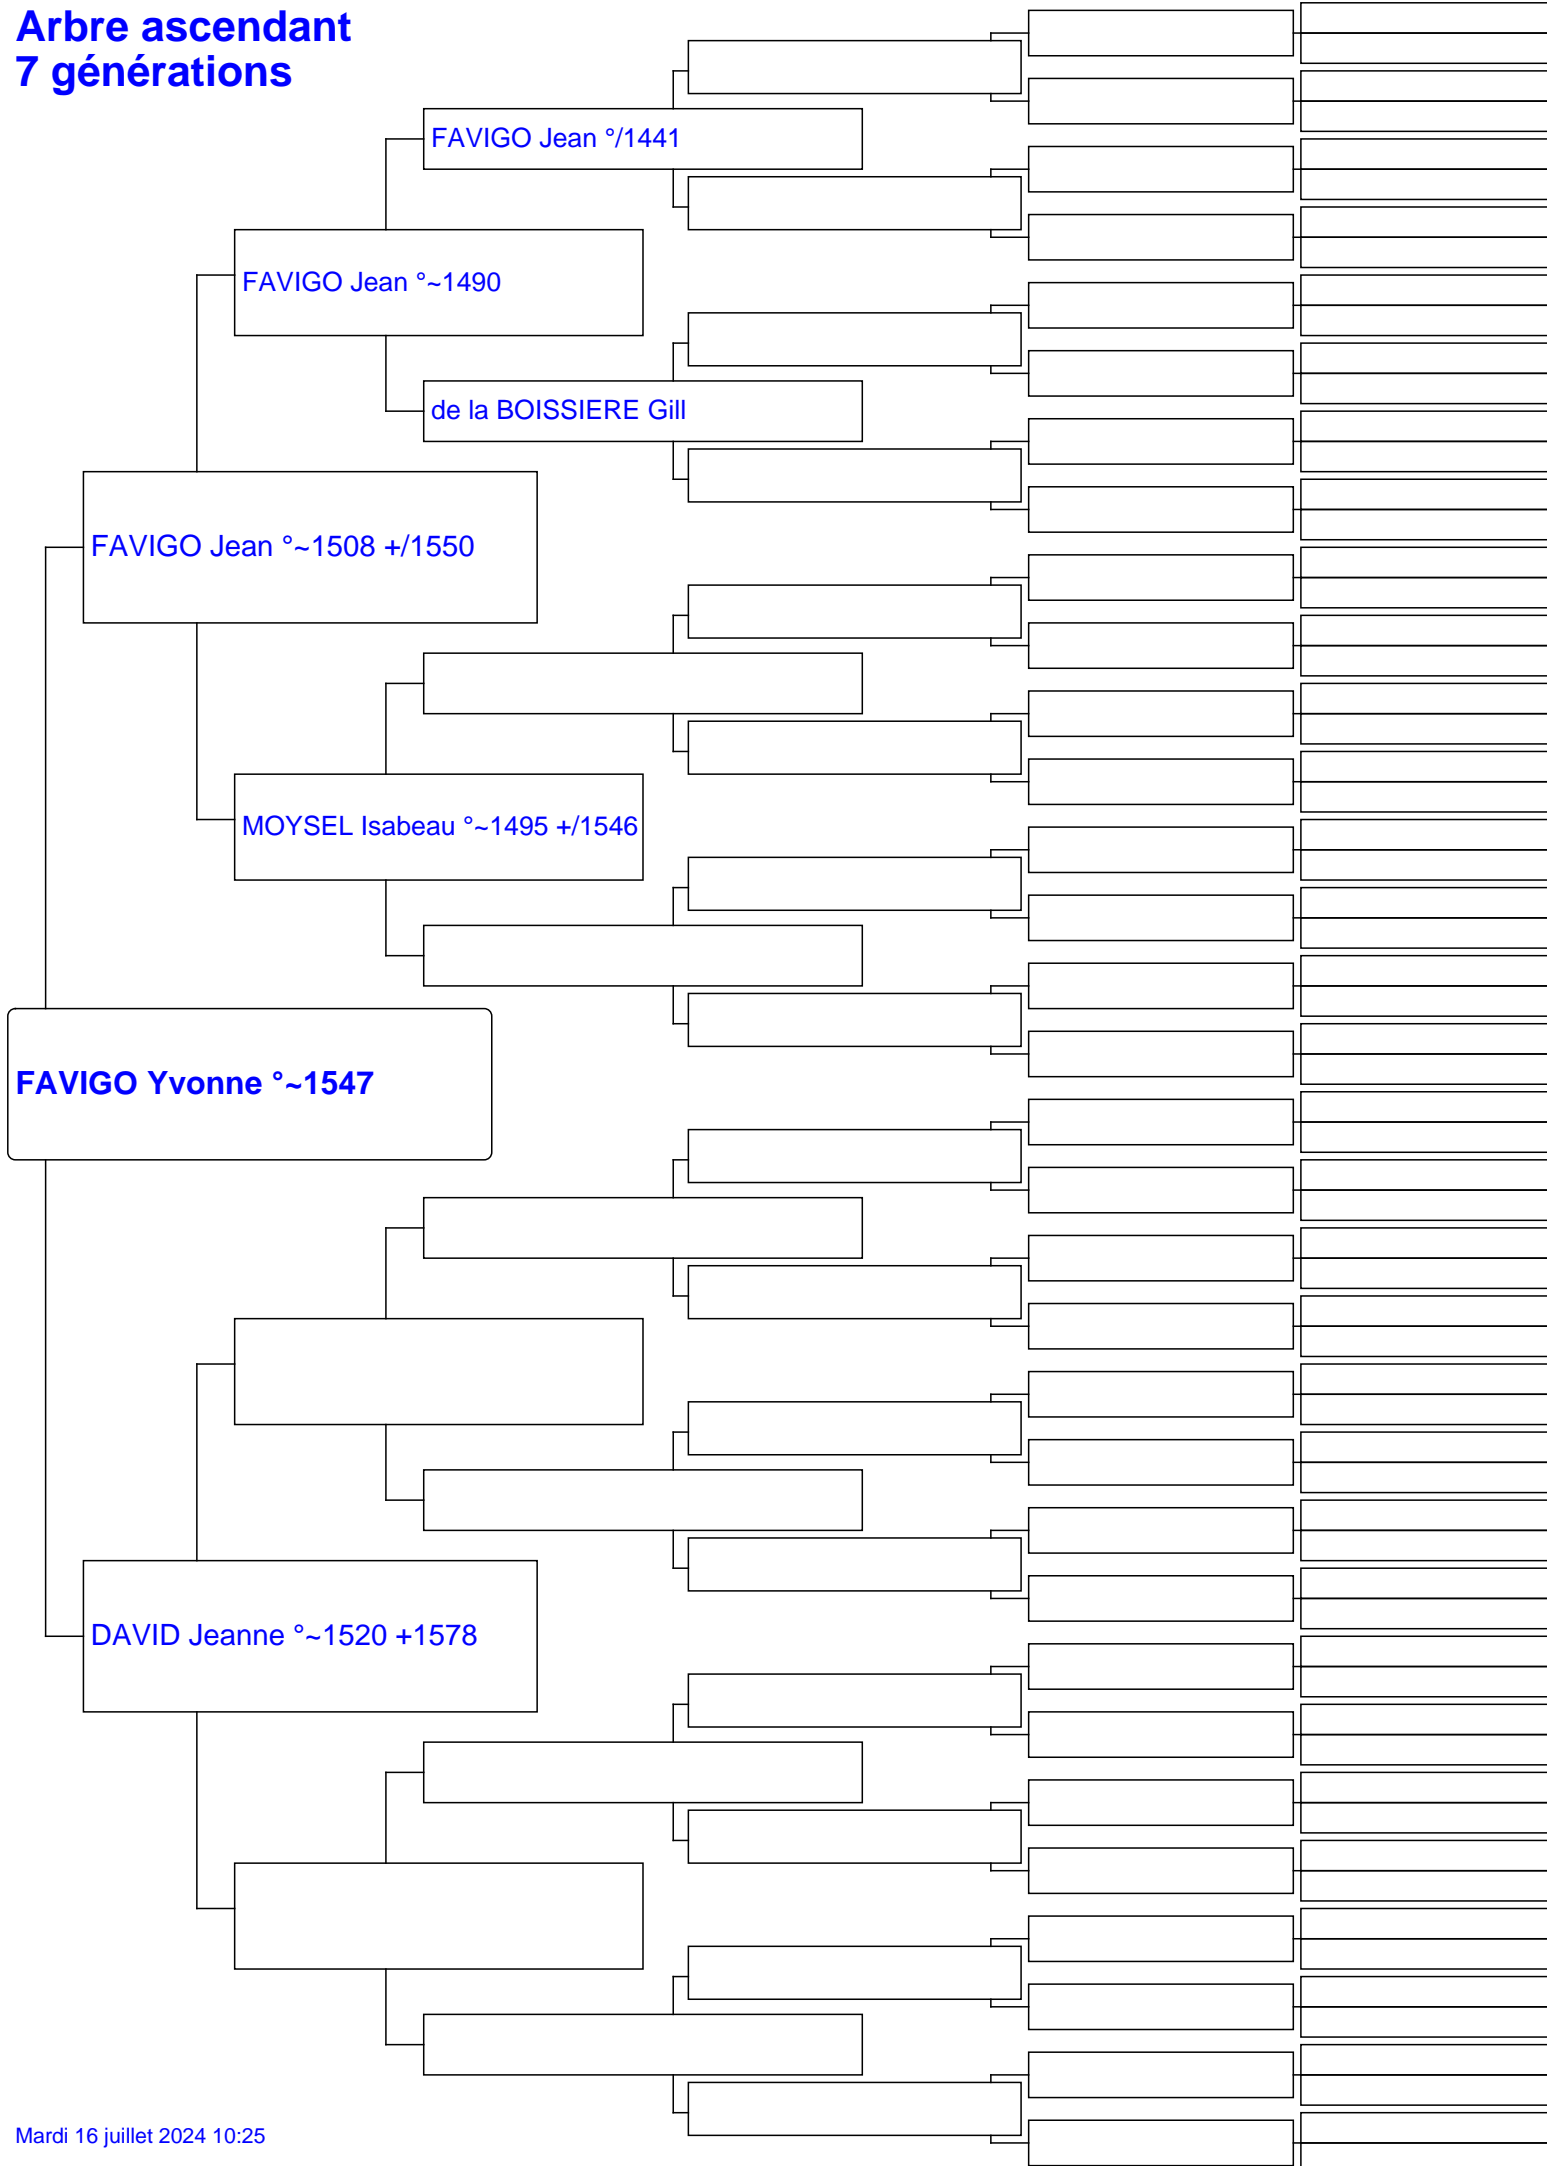 Arbre ascendant
7 générations
FAVIGO Jean °/1441
FAVIGO Jean °~1490
de la BOISSIERE Gill
FAVIGO Jean °~1508 +/1550
MOYSEL Isabeau °~1495 +/1546
FAVIGO Yvonne °~1547
DAVID Jeanne °~1520 +1578
Mardi 16 juillet 2024 10:25